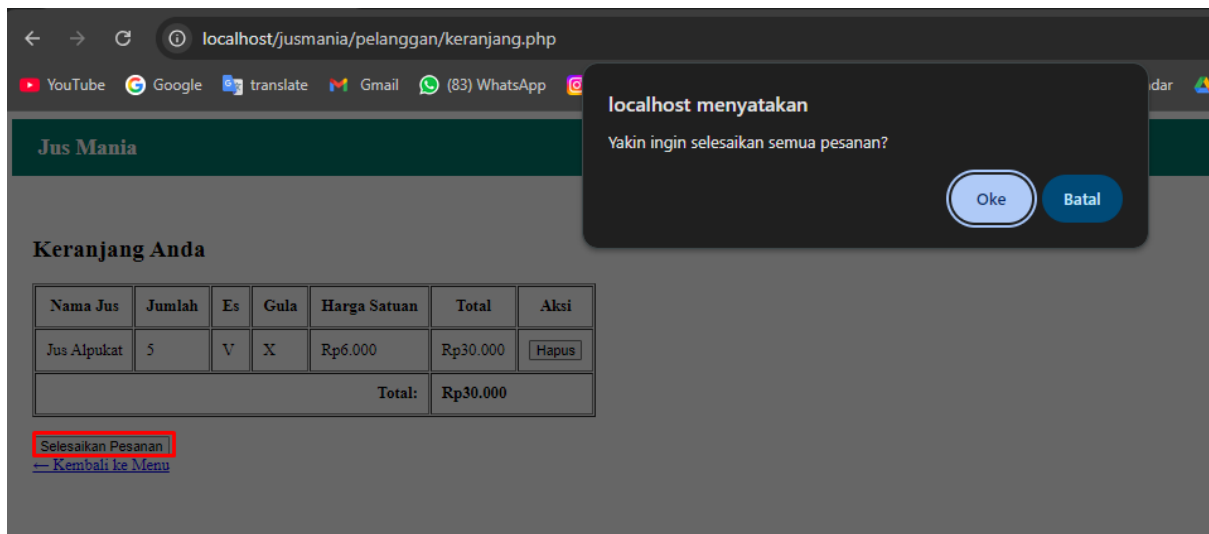 localhost/jusmania/pelanggan/keranjang.php
YouTube Google translate Gmail (83) WhatsApp
localhost menyatakan
Yakin ingin selesaikan semua pesanan?
Oke Batal
Jus Mania
Keranjang Anda
Nama Jus Jumlah Es Gula Harga Satuan Total Aksi
Jus Alpukat 5 V X Rp6.000 Rp30.000 Hapus
Total: Rp30.000
Selesaikan Pesanan
← Kembali ke Menu